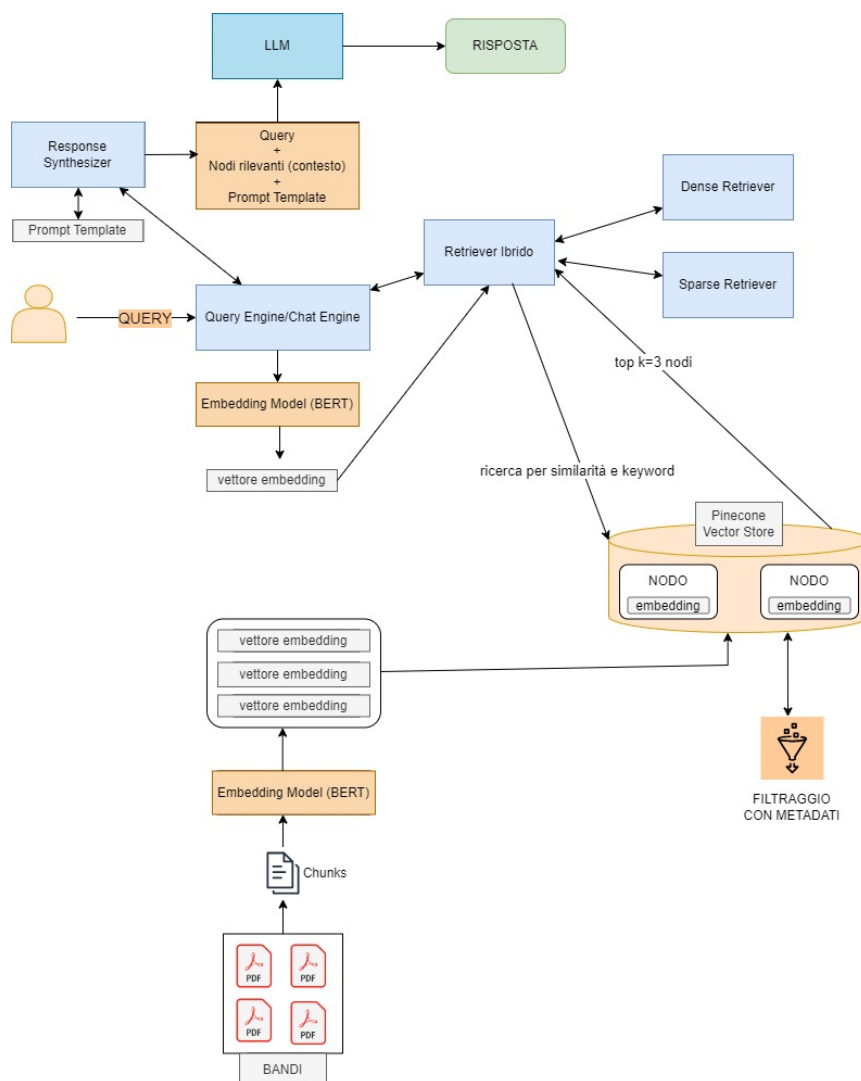 LLM
RISPOSTA
Response
Synthesizer
Query
+
Nodi rilevanti (contesto)
+
Prompt Template
Prompt Template
Dense Retriever
Retriever Ibrido
Sparse Retriever
QUERY
Query Engine/Chat Engine
top k=3 nodi
Embedding Model (BERT)
vettore embedding
ricerca per similarità e keyword
Pinecone
Vector Store
NODO
embedding
NODO
embedding
vettore embedding
vettore embedding
vettore embedding
Embedding Model (BERT)
FILTRAGGIO
CON METADATI
Chunks
PDF
PDF
PDF
PDF
BANDI